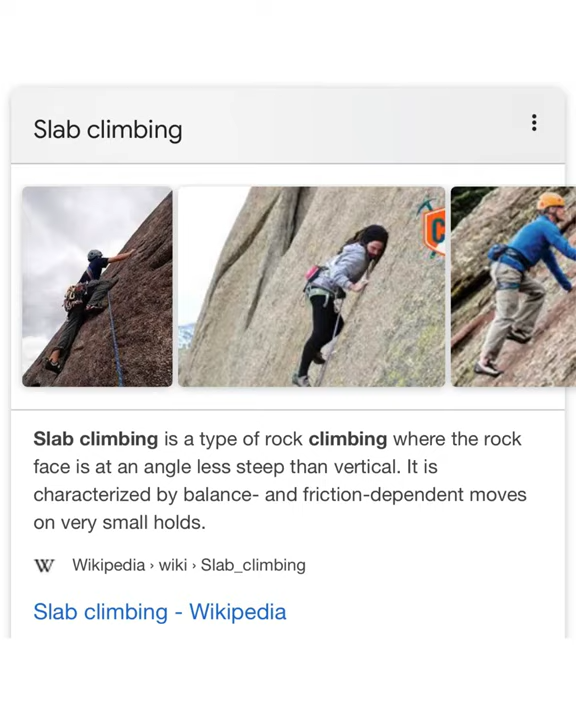 Slab climbing
C
Slab climbing is a type of rock climbing where the rock
face is at an angle less steep than vertical. It is
characterized by balance- and friction-dependent moves
on very small holds.
W Wikipedia › wiki › Slab_climbing
Slab climbing - Wikipedia